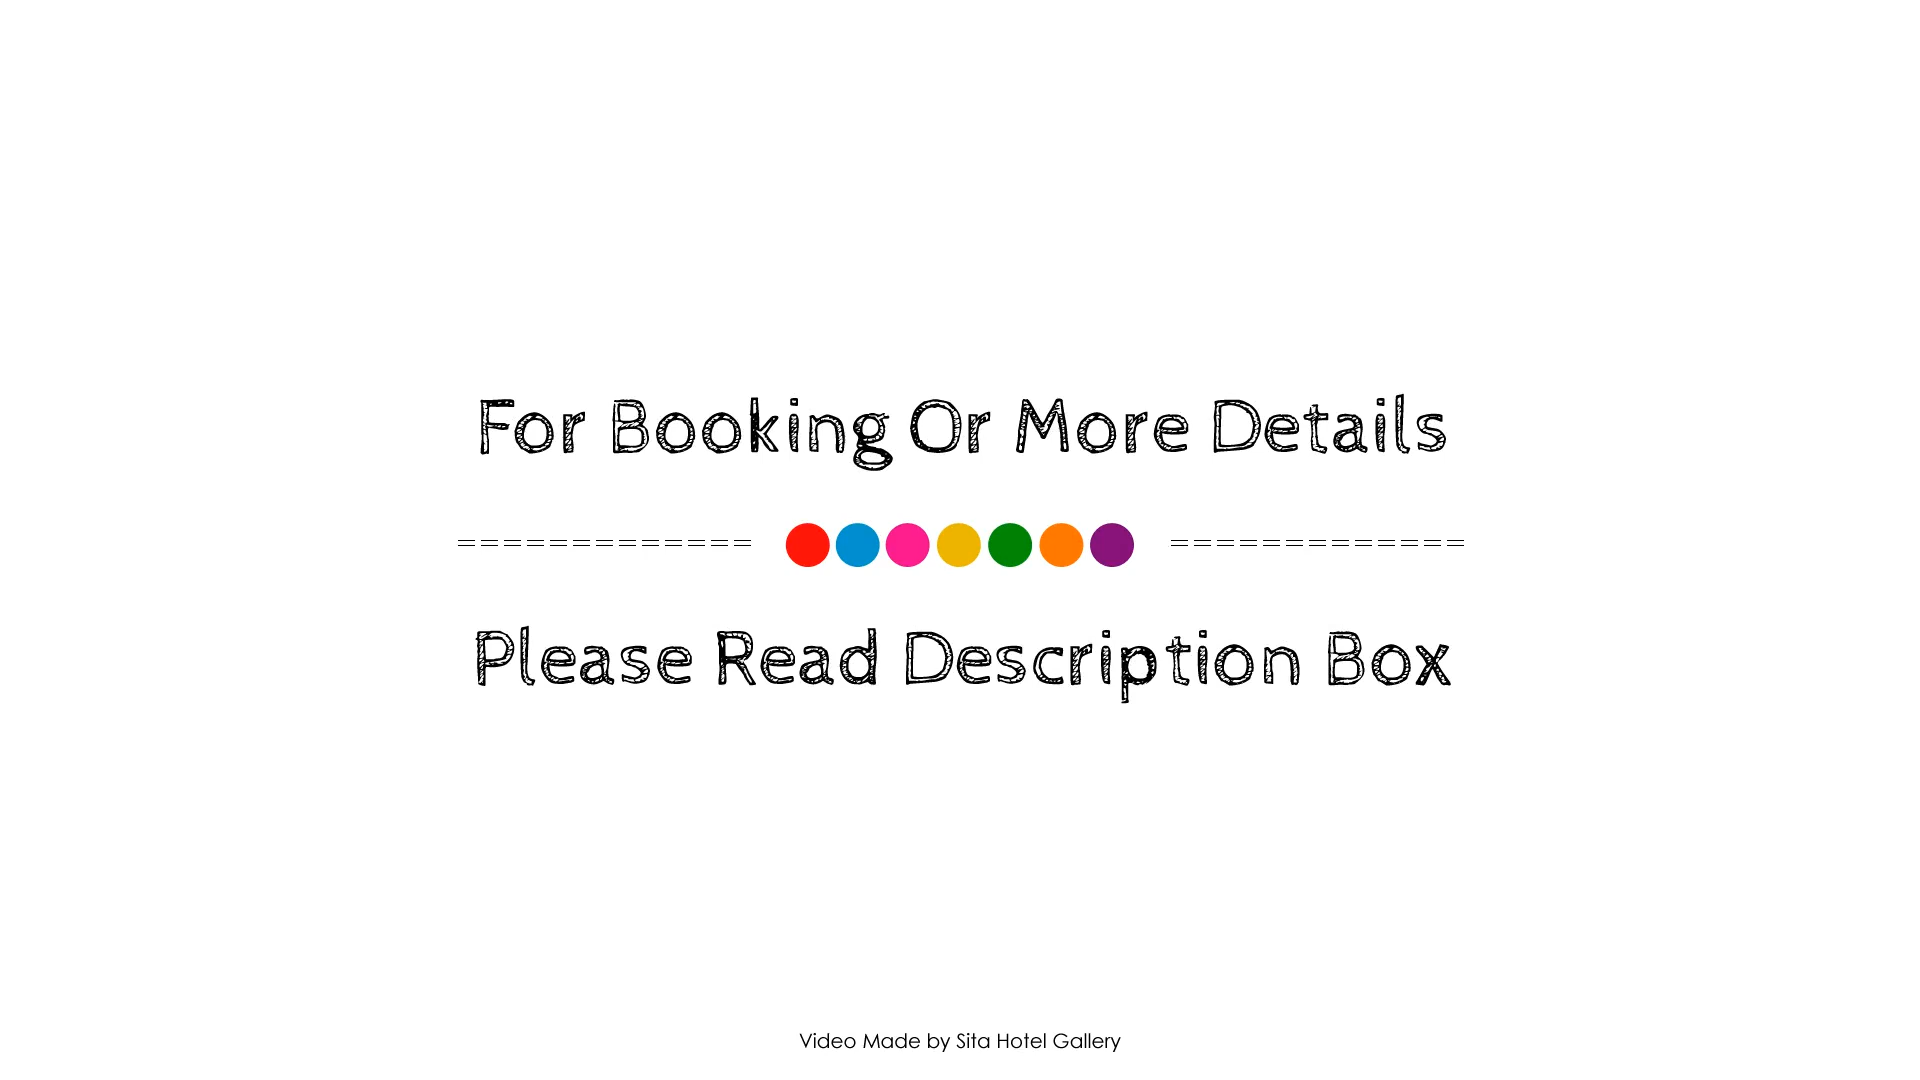 For Booking Or More Details
============= =============
Please Read Description Box
Video Made by Sita Hotel Gallery